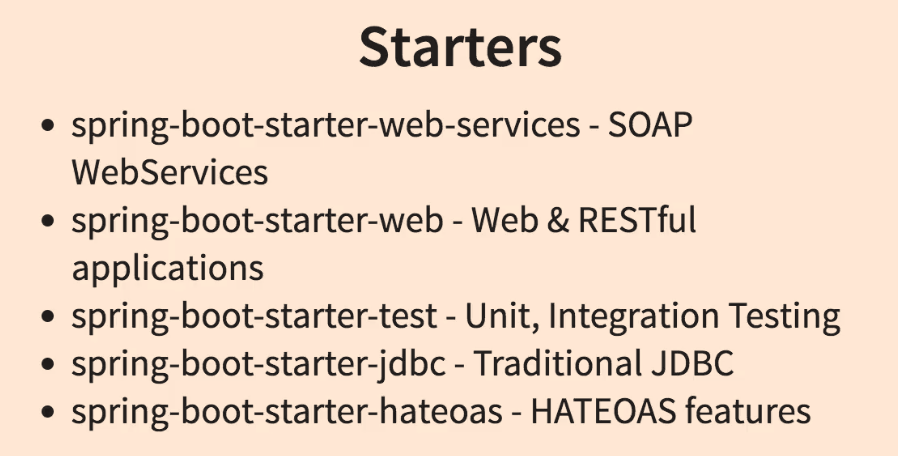 Starters
• spring-boot-starter-web-services - SOAP
WebServices
• spring-boot-starter-web - Web & RESTful
applications
• spring-boot-starter-test - Unit, Integration Testing
• spring-boot-starter-jdbc - Traditional JDBC
• spring-boot-starter-hateoas - HATEOAS features